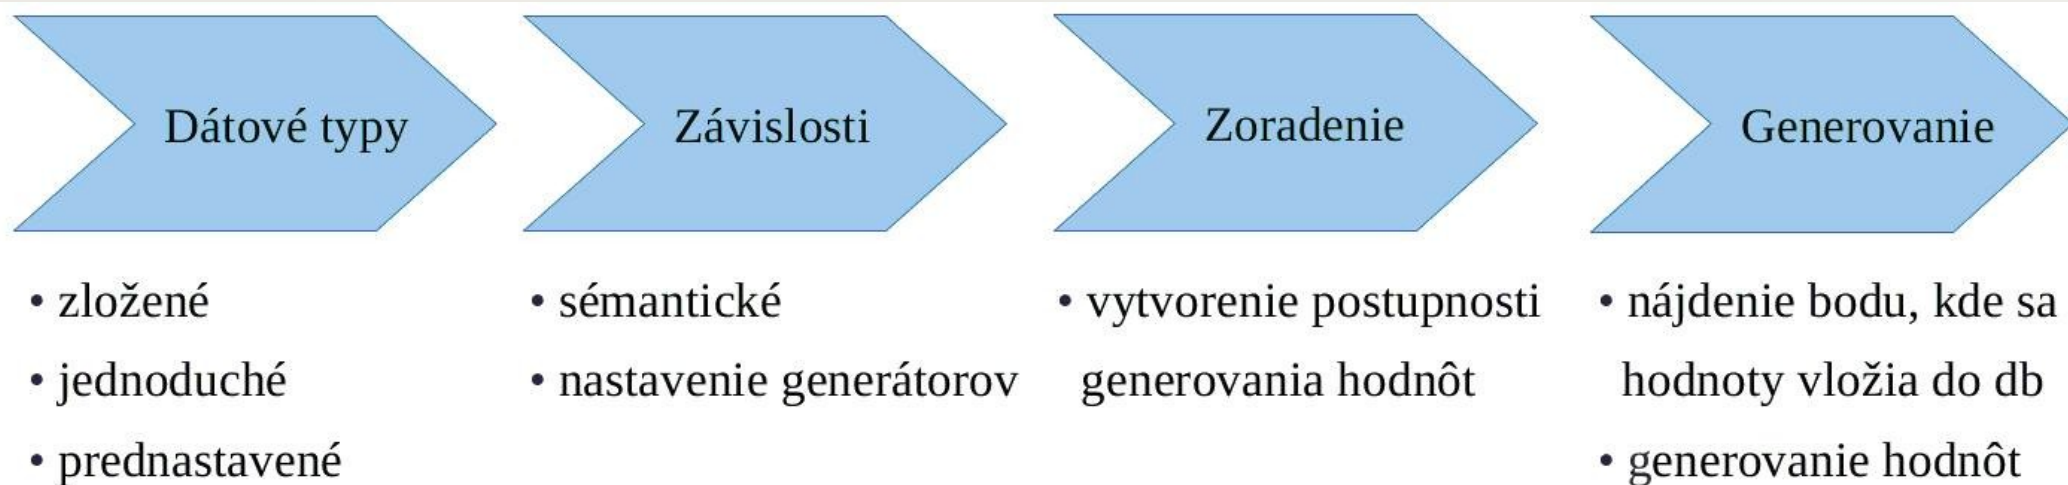 Dátové typy
Závislosti
Zoradenie
Generovanie
• zložené
• jednoduché
• prednastavené
• sémantické
• nastavenie generátorov
• vytvorenie postupnosti
generovania hodnôt
• nájdenie bodu, kde sa
hodnoty vložia do db
• generovanie hodnôt